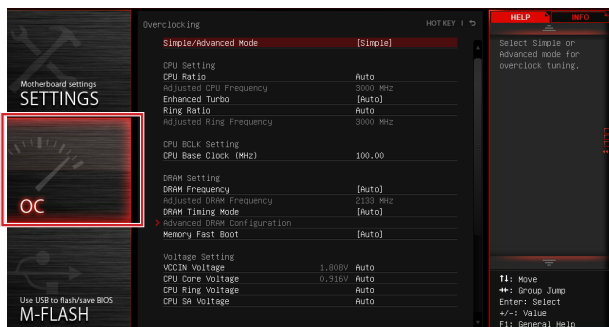 Overclocking
HOT KEY
HELP
INFO
Simple/Advanced Mode [Simple]
CPU Setting
CPU Ratio Auto
Adjusted CPU Frequency 3000 MHz
Enhanced Turbo [Auto]
Ring Ratio Auto
Adjusted Ring Frequency 3000 MHz
CPU BCLK Setting
CPU Base Clock (MHz) 100.00
DRAM Setting
DRAM Frequency [Auto]
Adjusted DRAM Frequency 2133 MHz
DRAM Timing Mode [Auto]
> Advanced DRAM Configuration
Memory Fast Boot [Auto]
Voltage Setting
VCCIN Voltage 1.808V Auto
CPU Core Voltage 0.916V Auto
CPU Ring Voltage Auto
CPU SA Voltage Auto
Motherboard settings
SETTINGS
OC
Use USB to flash/save BIOS
M-FLASH
Select Simple or
Advanced mode for
overclock tuning.
↑↓: Move
→←: Group Jump
Enter: Select
+/-: Value
F1: General Help